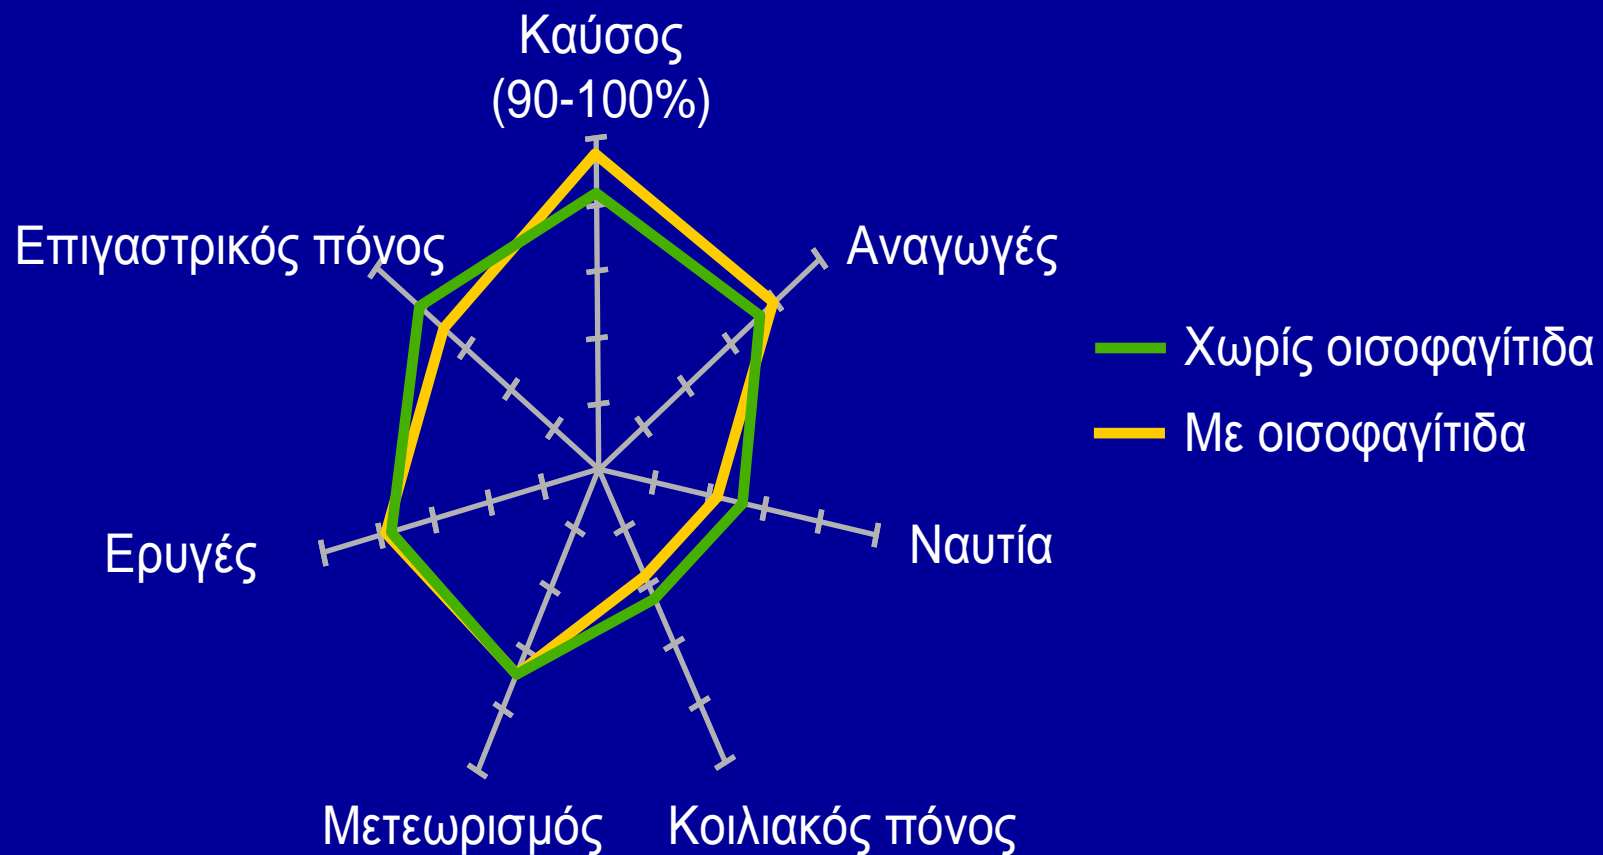 Καύσος
(90-100%)
Επιγαστρικός πόνος
Αναγωγές
Χωρίς οισοφαγίτιδα
Με οισοφαγίτιδα
Ερυγές
Ναυτία
Μετεωρισμός
Κοιλιακός πόνος